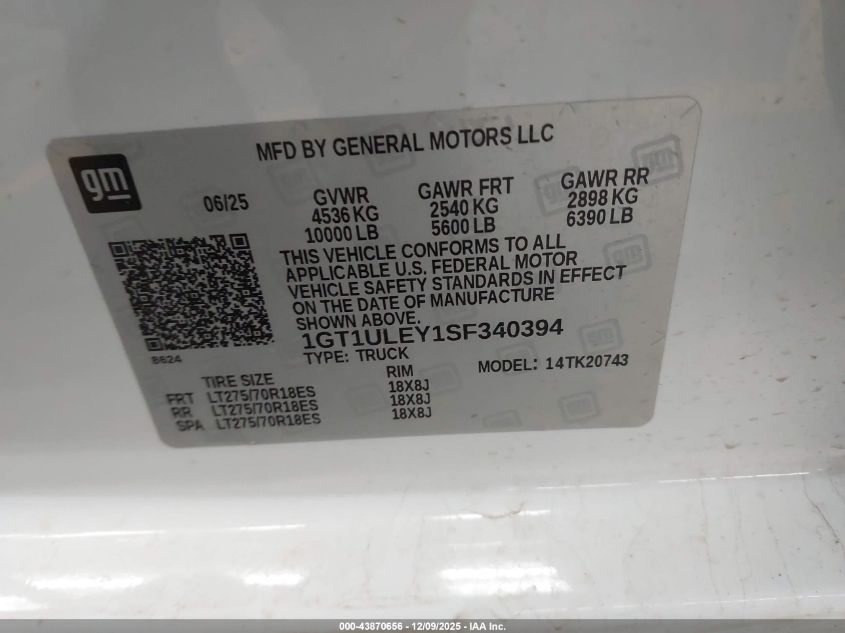 MFD BY GENERAL MOTORS LLC
gm
06/25 GVWR GAWR FRT GAWR RR
4536 KG 2540 KG 2898 KG
10000 LB 5600 LB 6390 LB
THIS VEHICLE CONFORMS TO ALL
APPLICABLE U.S. FEDERAL MOTOR
VEHICLE SAFETY STANDARDS IN EFFECT
ON THE DATE OF MANUFACTURE
SHOWN ABOVE.
1GT1ULEY1SF340394
8624
TYPE: TRUCK MODEL: 14TK20743
TIRE SIZE RIM
FRT LT275/70R18ES 18X8J
RR LT275/70R18ES 18X8J
SPA LT275/70R18ES 18X8J
000-43870656 - 12/09/2025 - IAA Inc.